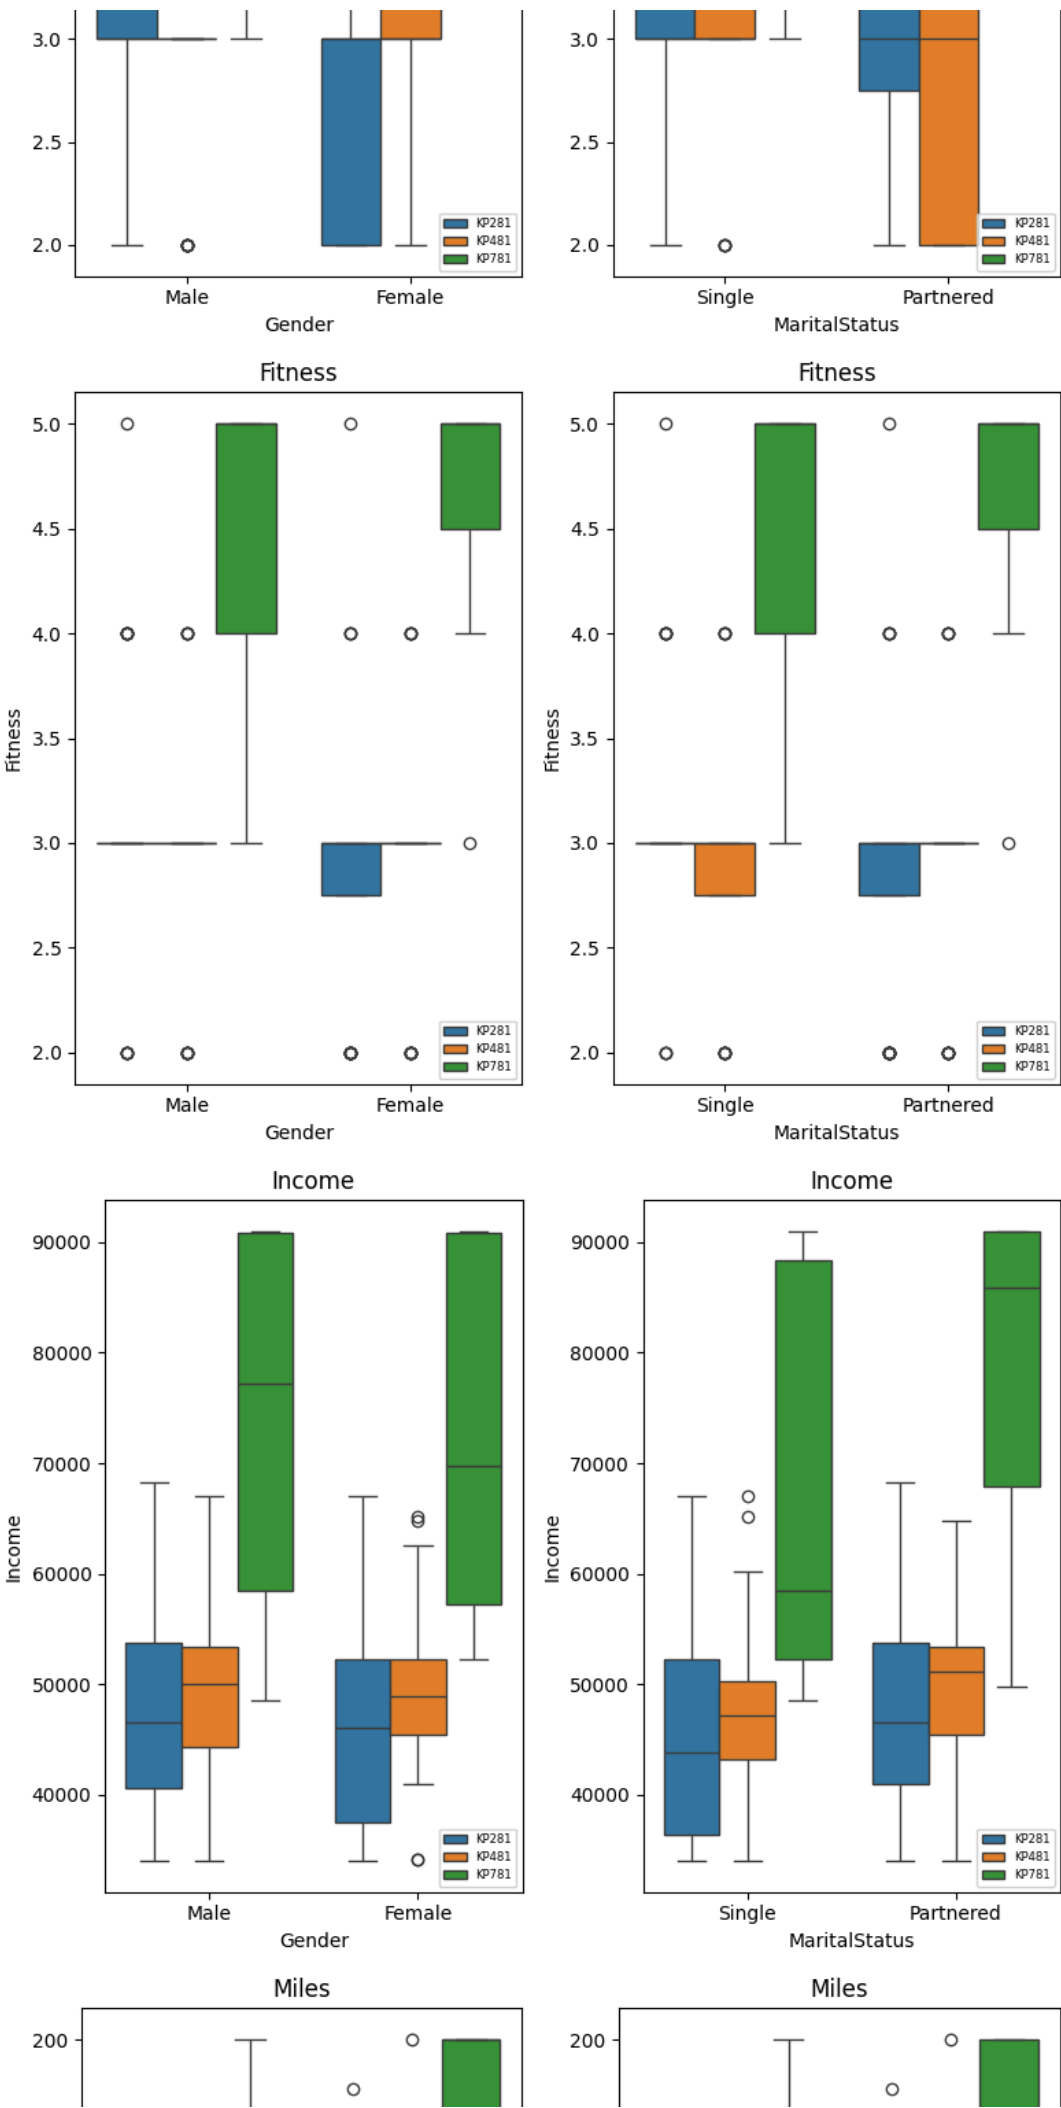 3.0
2.5
2.0
KP281
KP481
KP781
Male Female
Gender
3.0
2.5
2.0
KP281
KP481
KP781
Single Partnered
MaritalStatus
Fitness
5.0
4.5
4.0
3.5
3.0
2.5
2.0
Fitness
KP281
KP481
KP781
Male Female
Gender
Fitness
5.0
4.5
4.0
3.5
3.0
2.5
2.0
Fitness
KP281
KP481
KP781
Single Partnered
MaritalStatus
Income
90000
80000
70000
60000
50000
40000
Income
KP281
KP481
KP781
Male Female
Gender
Income
90000
80000
70000
60000
50000
40000
Income
KP281
KP481
KP781
Single Partnered
MaritalStatus
Miles
200
Miles
200